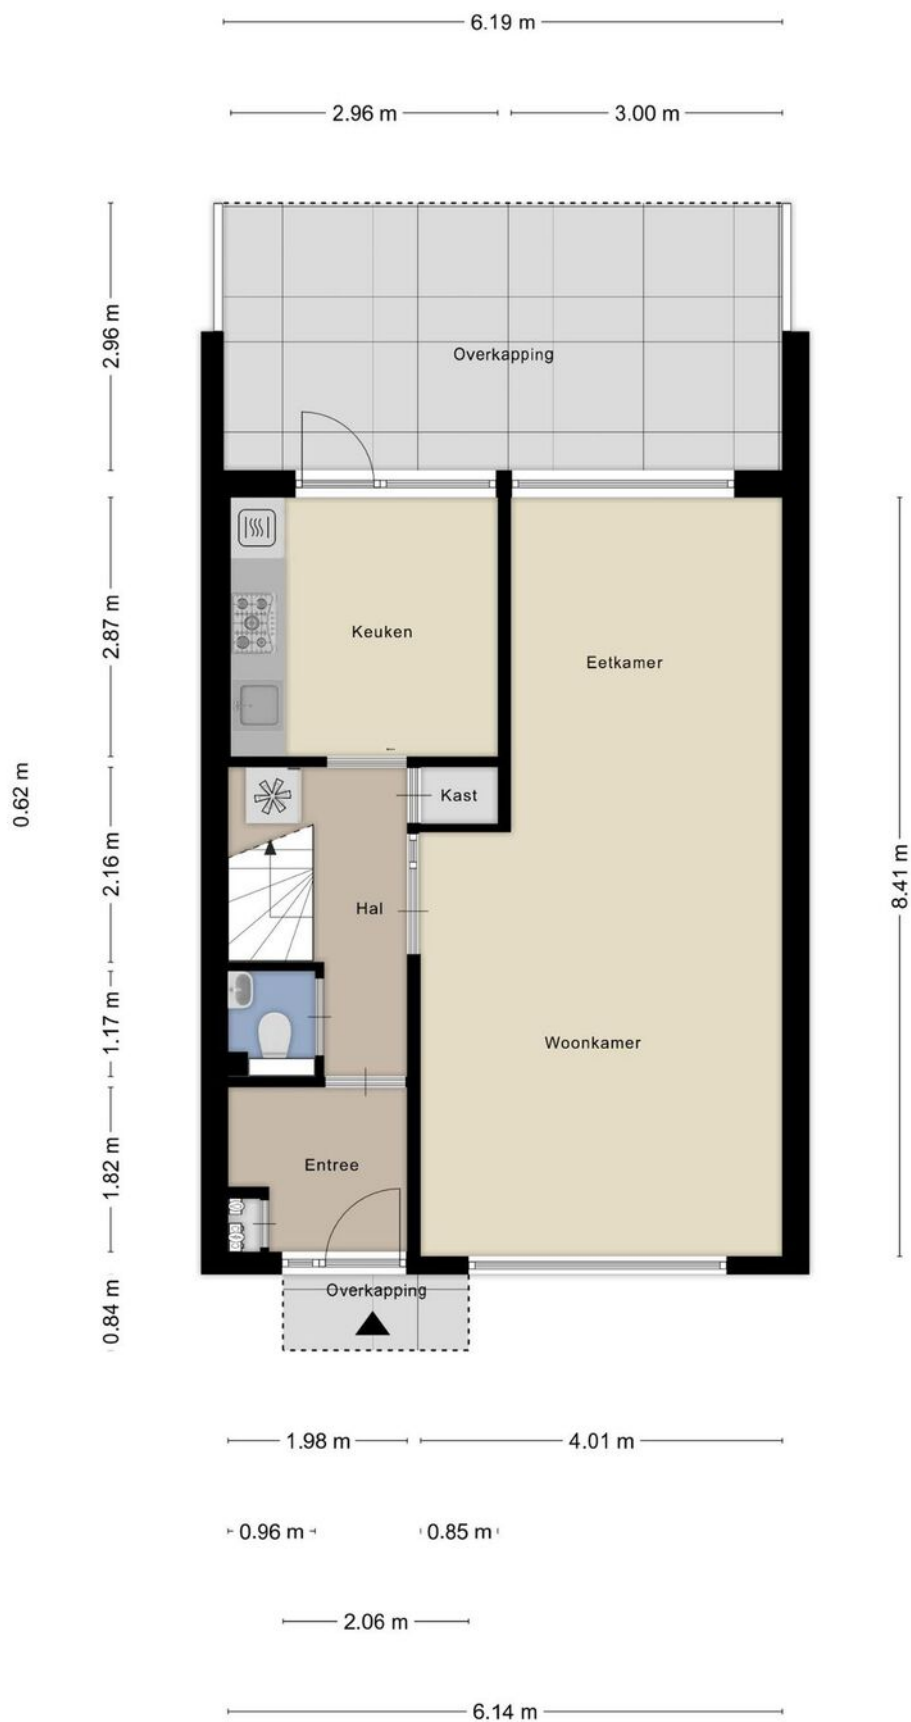 6.19 m
2.96 m
3.00 m
2.96 m
Overkapping
2.87 m
Keuken
Eetkamer
0.62 m
Kast
2.16 m
8.41 m
Hal
1.17 m
Woonkamer
1.82 m
Entree
0.84 m
Overkapping
1.98 m
4.01 m
0.96 m
0.85 m
2.06 m
6.14 m